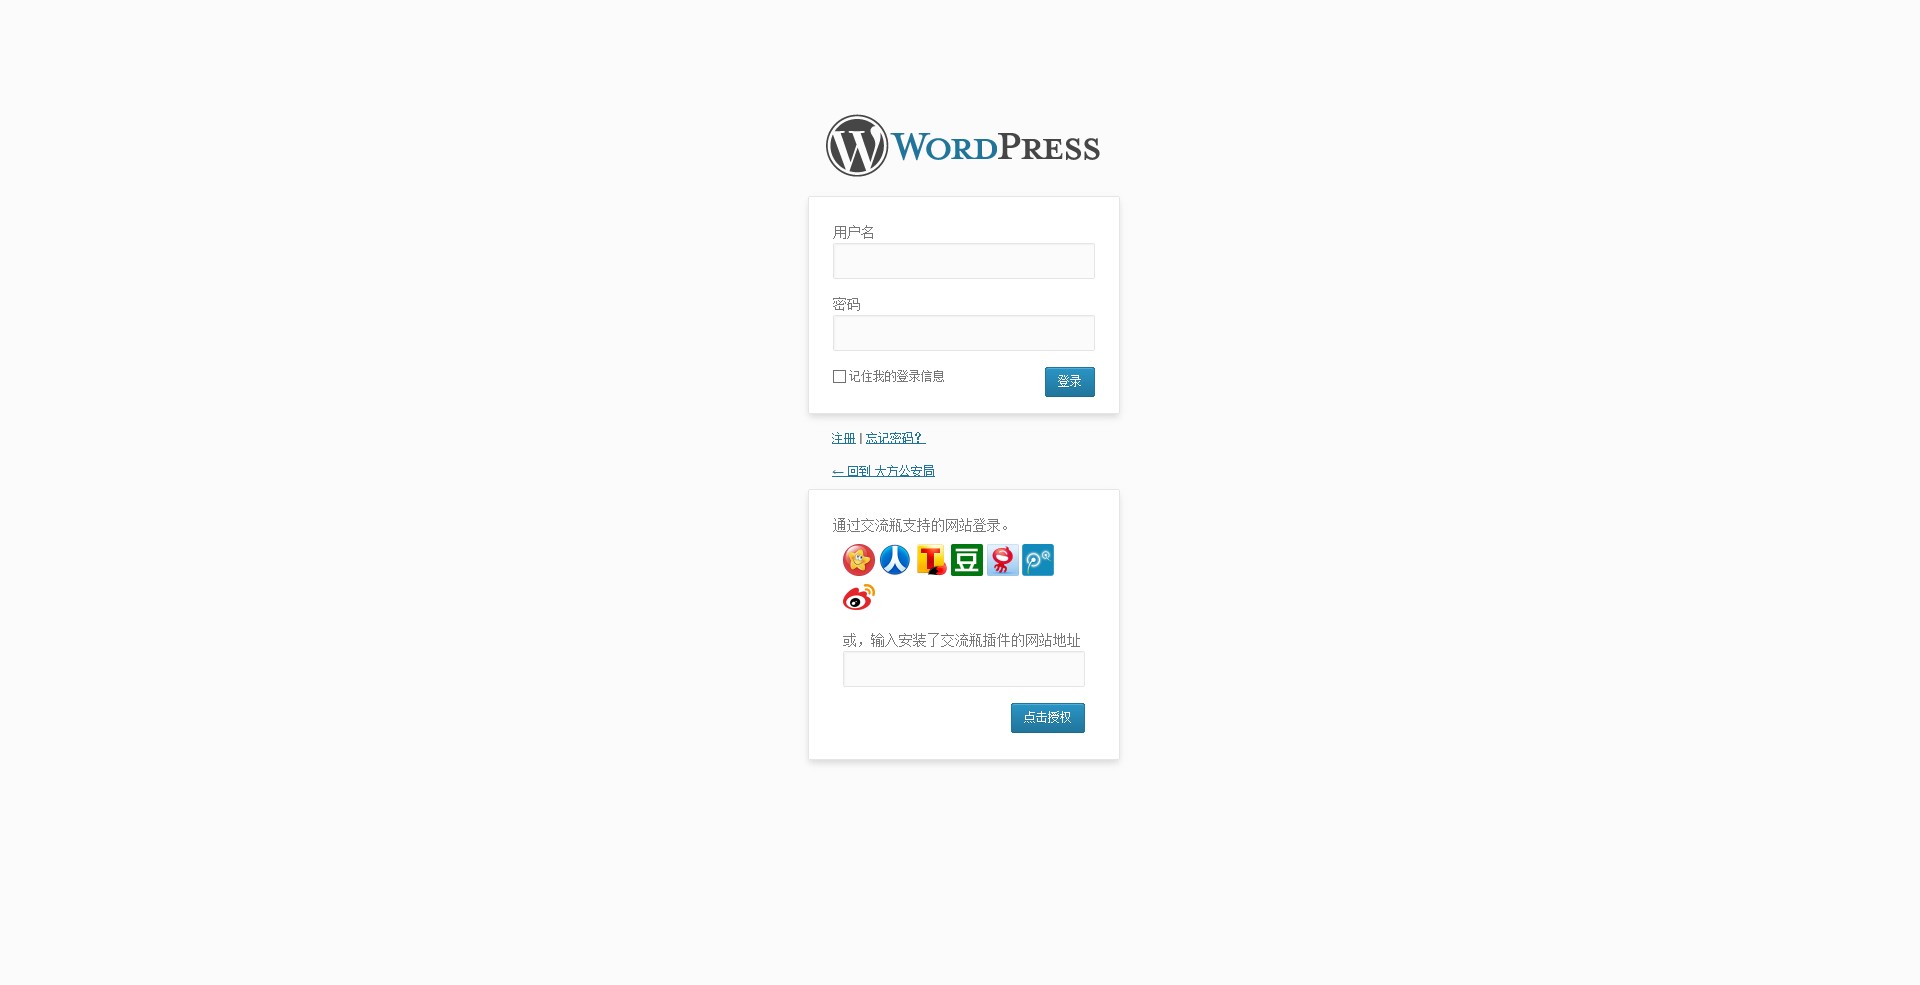 WORDPRESS
用户名
密码
记住我的登录信息 登录
注册 | 忘记密码？
← 回到 大方公安局
通过交流瓶支持的网站登录。
人 T 豆
或，输入安装了交流瓶插件的网站地址
点击授权